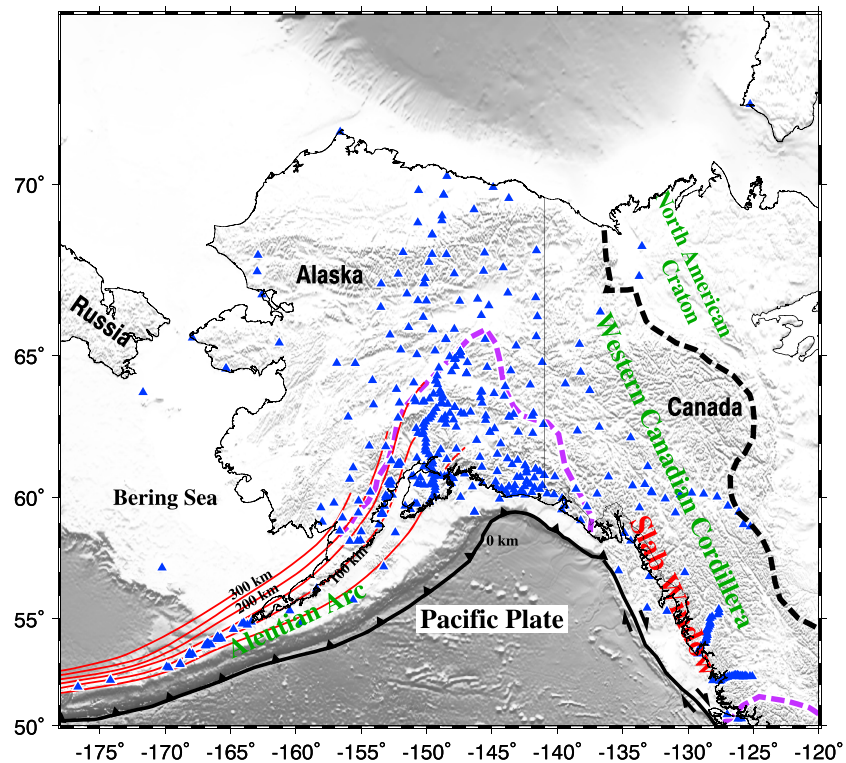 70°
65°
60°
55°
50°
Alaska
Russia
North American
Craton
Western Canadian Cordillera
Canada
Bering Sea
300 km
200 km
100 km
0 km
Aleutian Arc
Slab Window
Pacific Plate
-175° -170° -165° -160° -155° -150° -145° -140° -135° -130° -125° -120°